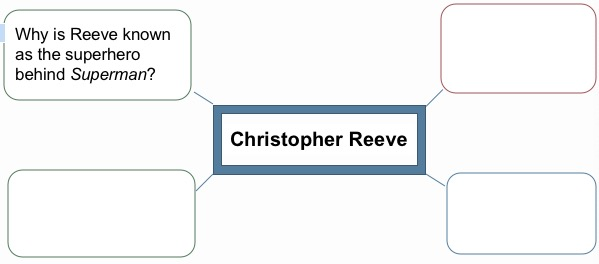 Why is Reeve known
as the superhero
behind Superman?
Christopher Reeve